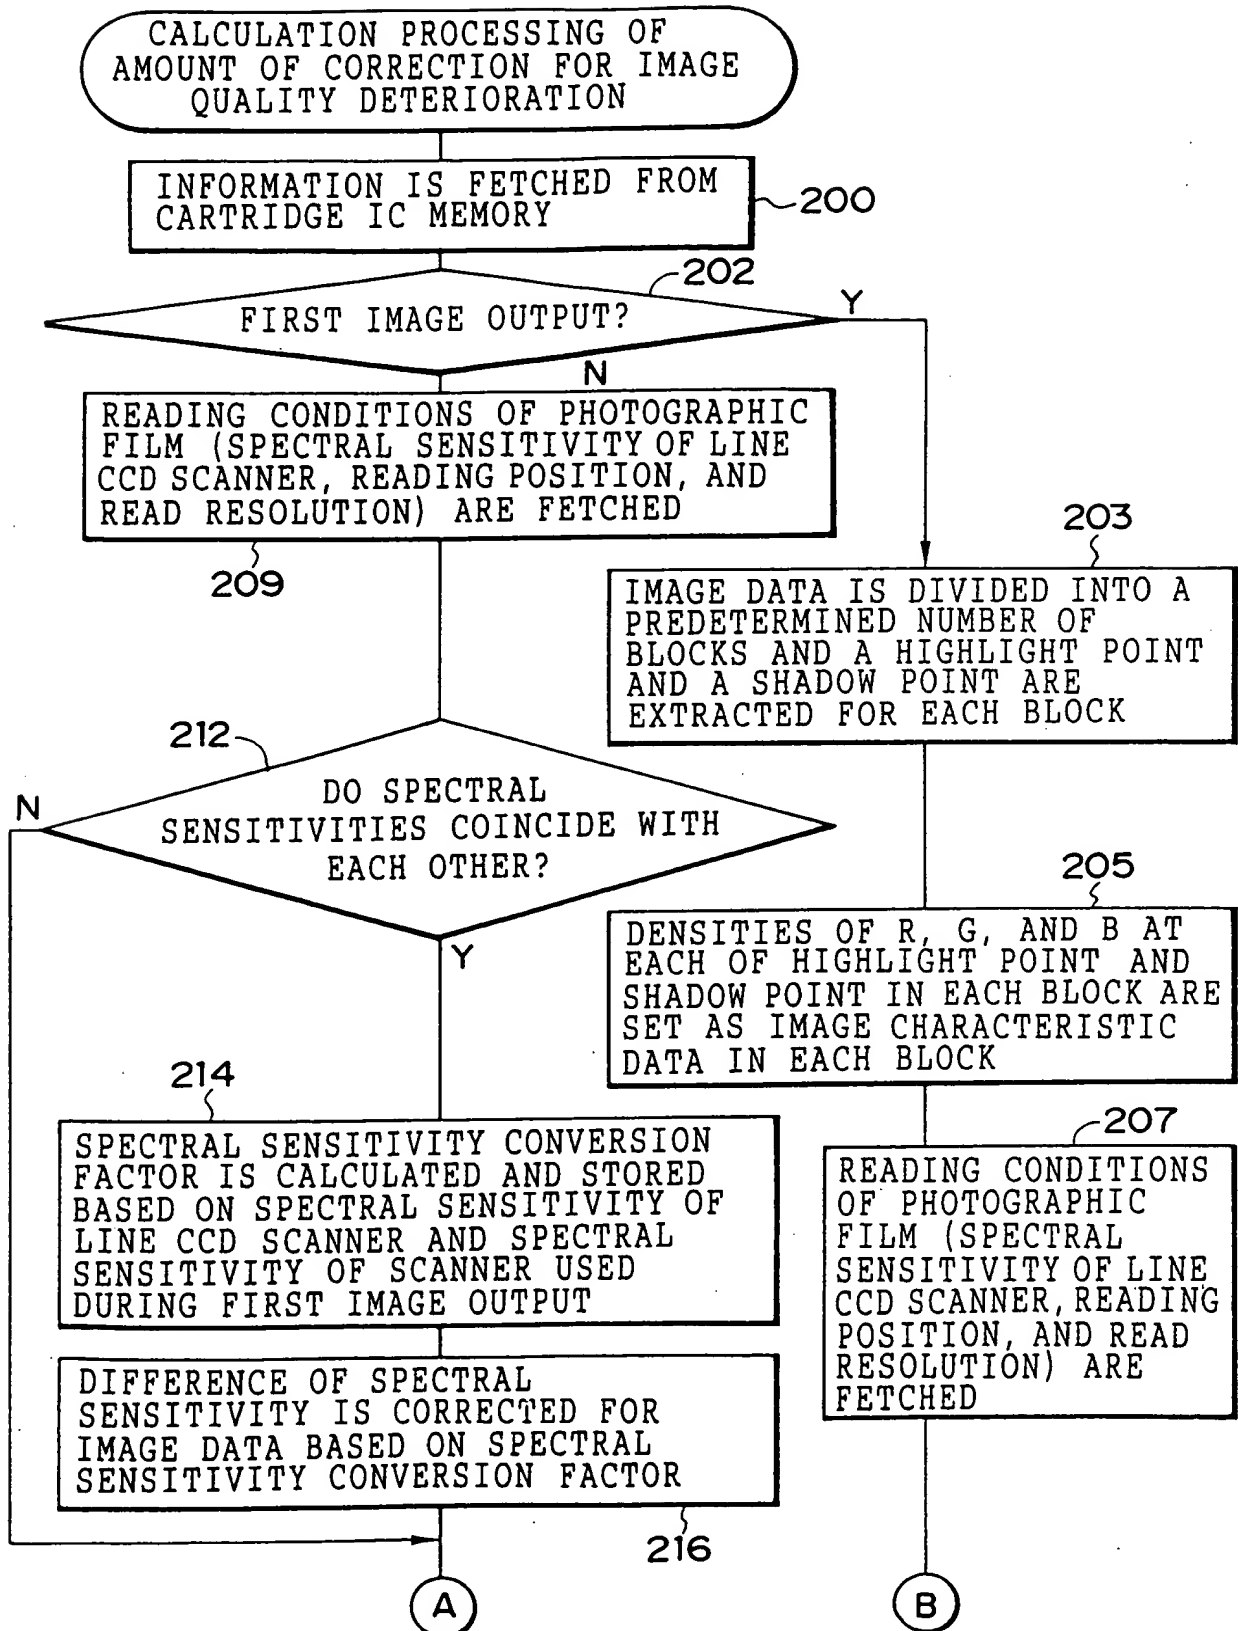 CALCULATION PROCESSING OF
AMOUNT OF CORRECTION FOR IMAGE
QUALITY DETERIORATION
INFORMATION IS FETCHED FROM
CARTRIDGE IC MEMORY
200
202
FIRST IMAGE OUTPUT?
Y
N
READING CONDITIONS OF PHOTOGRAPHIC
FILM (SPECTRAL SENSITIVITY OF LINE
CCD SCANNER, READING POSITION, AND
READ RESOLUTION) ARE FETCHED
209
203
IMAGE DATA IS DIVIDED INTO A
PREDETERMINED NUMBER OF
BLOCKS AND A HIGHLIGHT POINT
AND A SHADOW POINT ARE
EXTRACTED FOR EACH BLOCK
212
N
DO SPECTRAL
SENSITIVITIES COINCIDE WITH
EACH OTHER?
Y
205
DENSITIES OF R, G, AND B AT
EACH OF HIGHLIGHT POINT AND
SHADOW POINT IN EACH BLOCK ARE
SET AS IMAGE CHARACTERISTIC
DATA IN EACH BLOCK
214
SPECTRAL SENSITIVITY CONVERSION
FACTOR IS CALCULATED AND STORED
BASED ON SPECTRAL SENSITIVITY OF
LINE CCD SCANNER AND SPECTRAL
SENSITIVITY OF SCANNER USED
DURING FIRST IMAGE OUTPUT
207
READING CONDITIONS
OF PHOTOGRAPHIC
FILM (SPECTRAL
SENSITIVITY OF LINE
CCD SCANNER, READING
POSITION, AND READ
RESOLUTION) ARE
FETCHED
DIFFERENCE OF SPECTRAL
SENSITIVITY IS CORRECTED FOR
IMAGE DATA BASED ON SPECTRAL
SENSITIVITY CONVERSION FACTOR
216
A
B